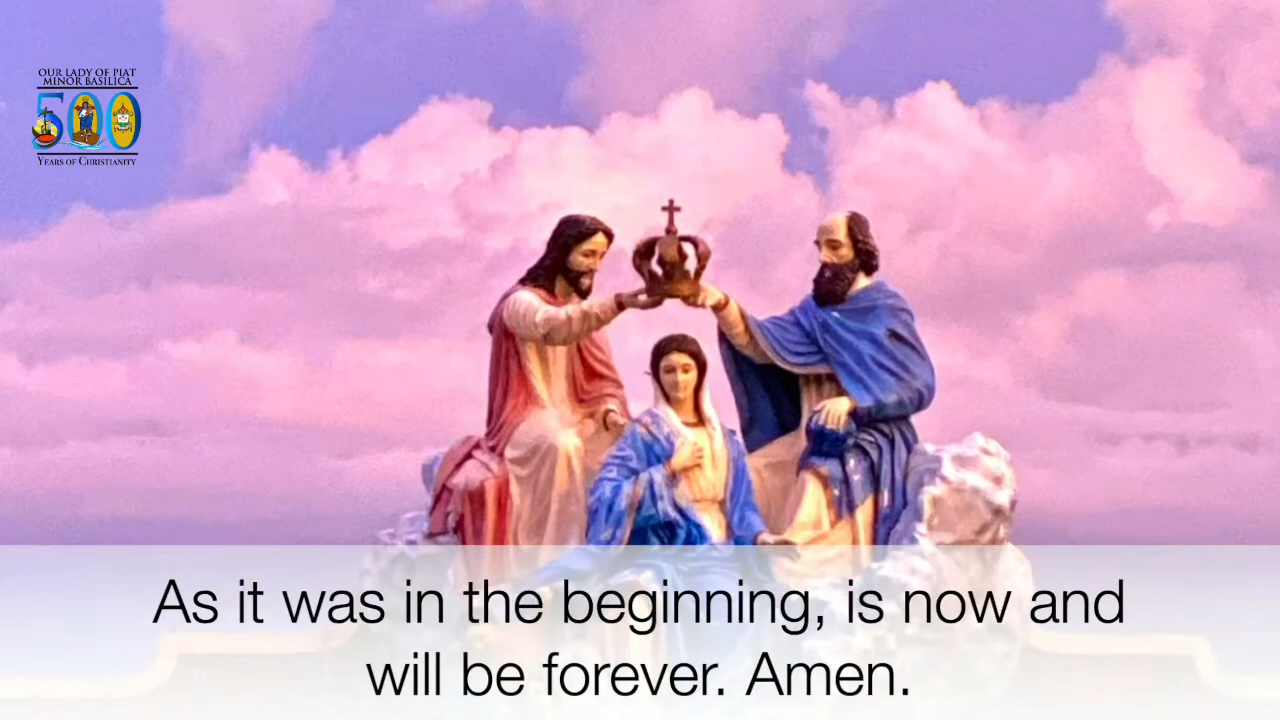 OUR LADY OF PIAT
MINOR BASILICA
500
YEARS OF CHRISTIANITY
As it was in the beginning, is now and
will be forever. Amen.